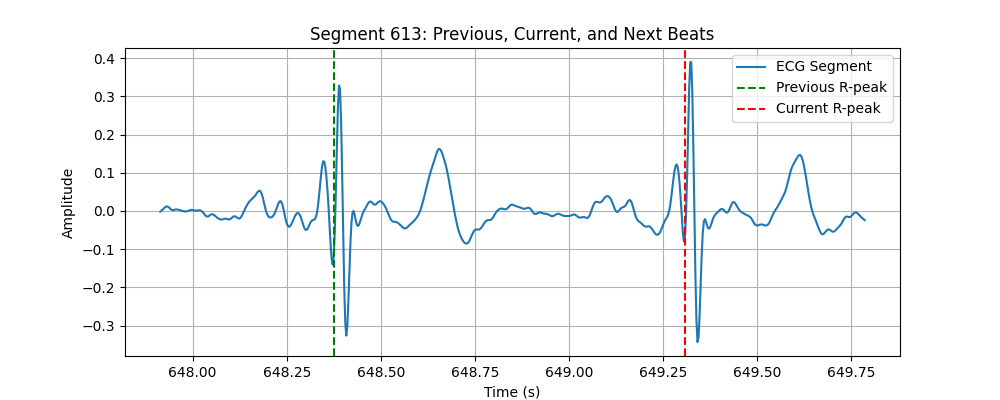 Segment 613: Previous, Current, and Next Beats
ECG Segment
Previous R-peak
Current R-peak
Amplitude
0.4
0.3
0.2
0.1
0.0
−0.1
−0.2
−0.3
648.00 648.25 648.50 648.75 649.00 649.25 649.50 649.75
Time (s)